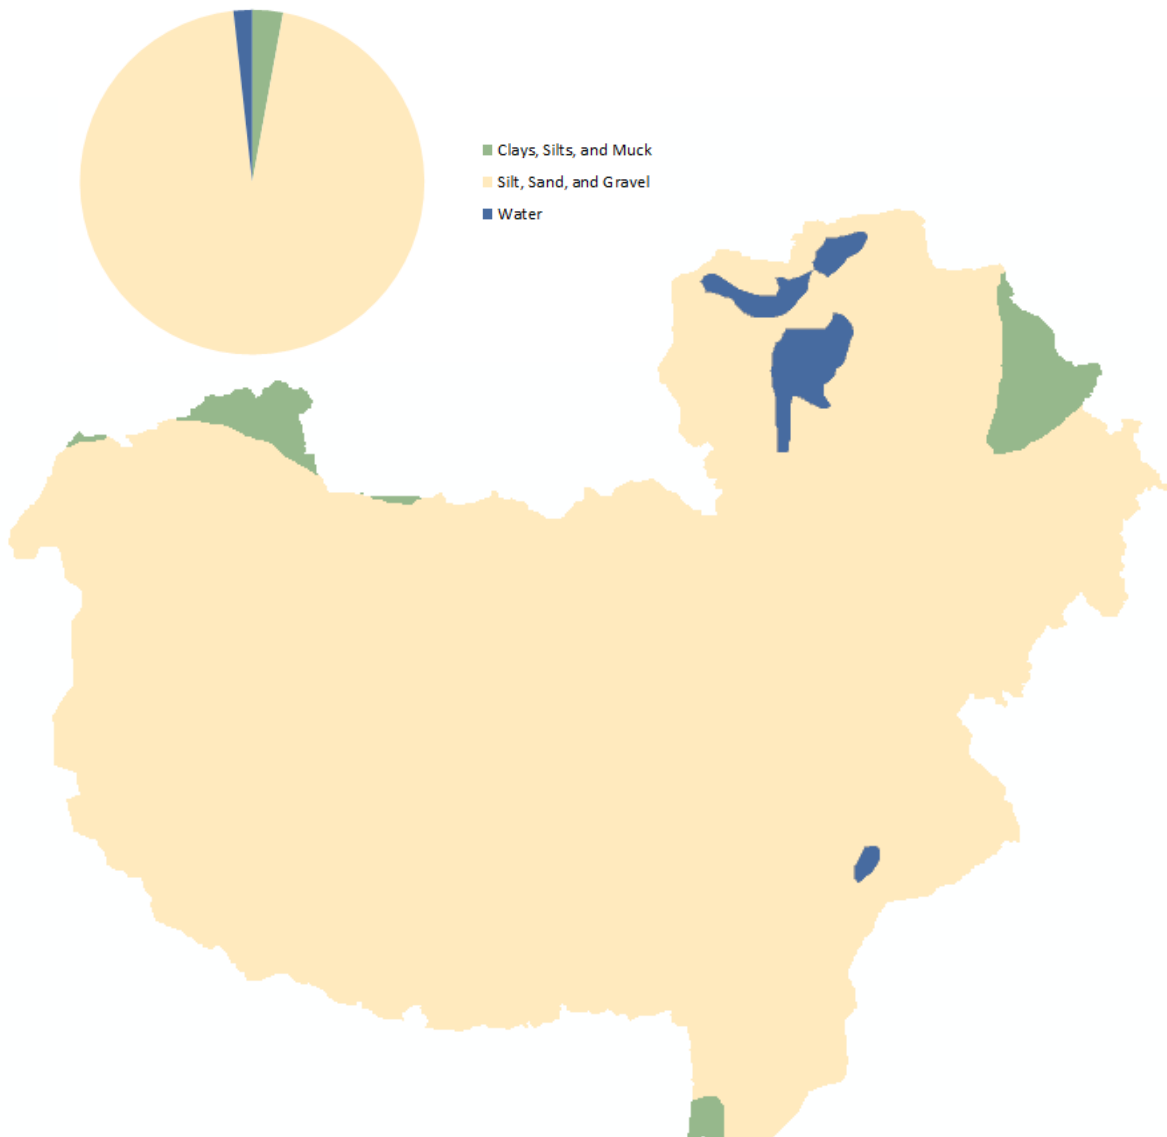 Clays, Silts, and Muck
Silt, Sand, and Gravel
Water